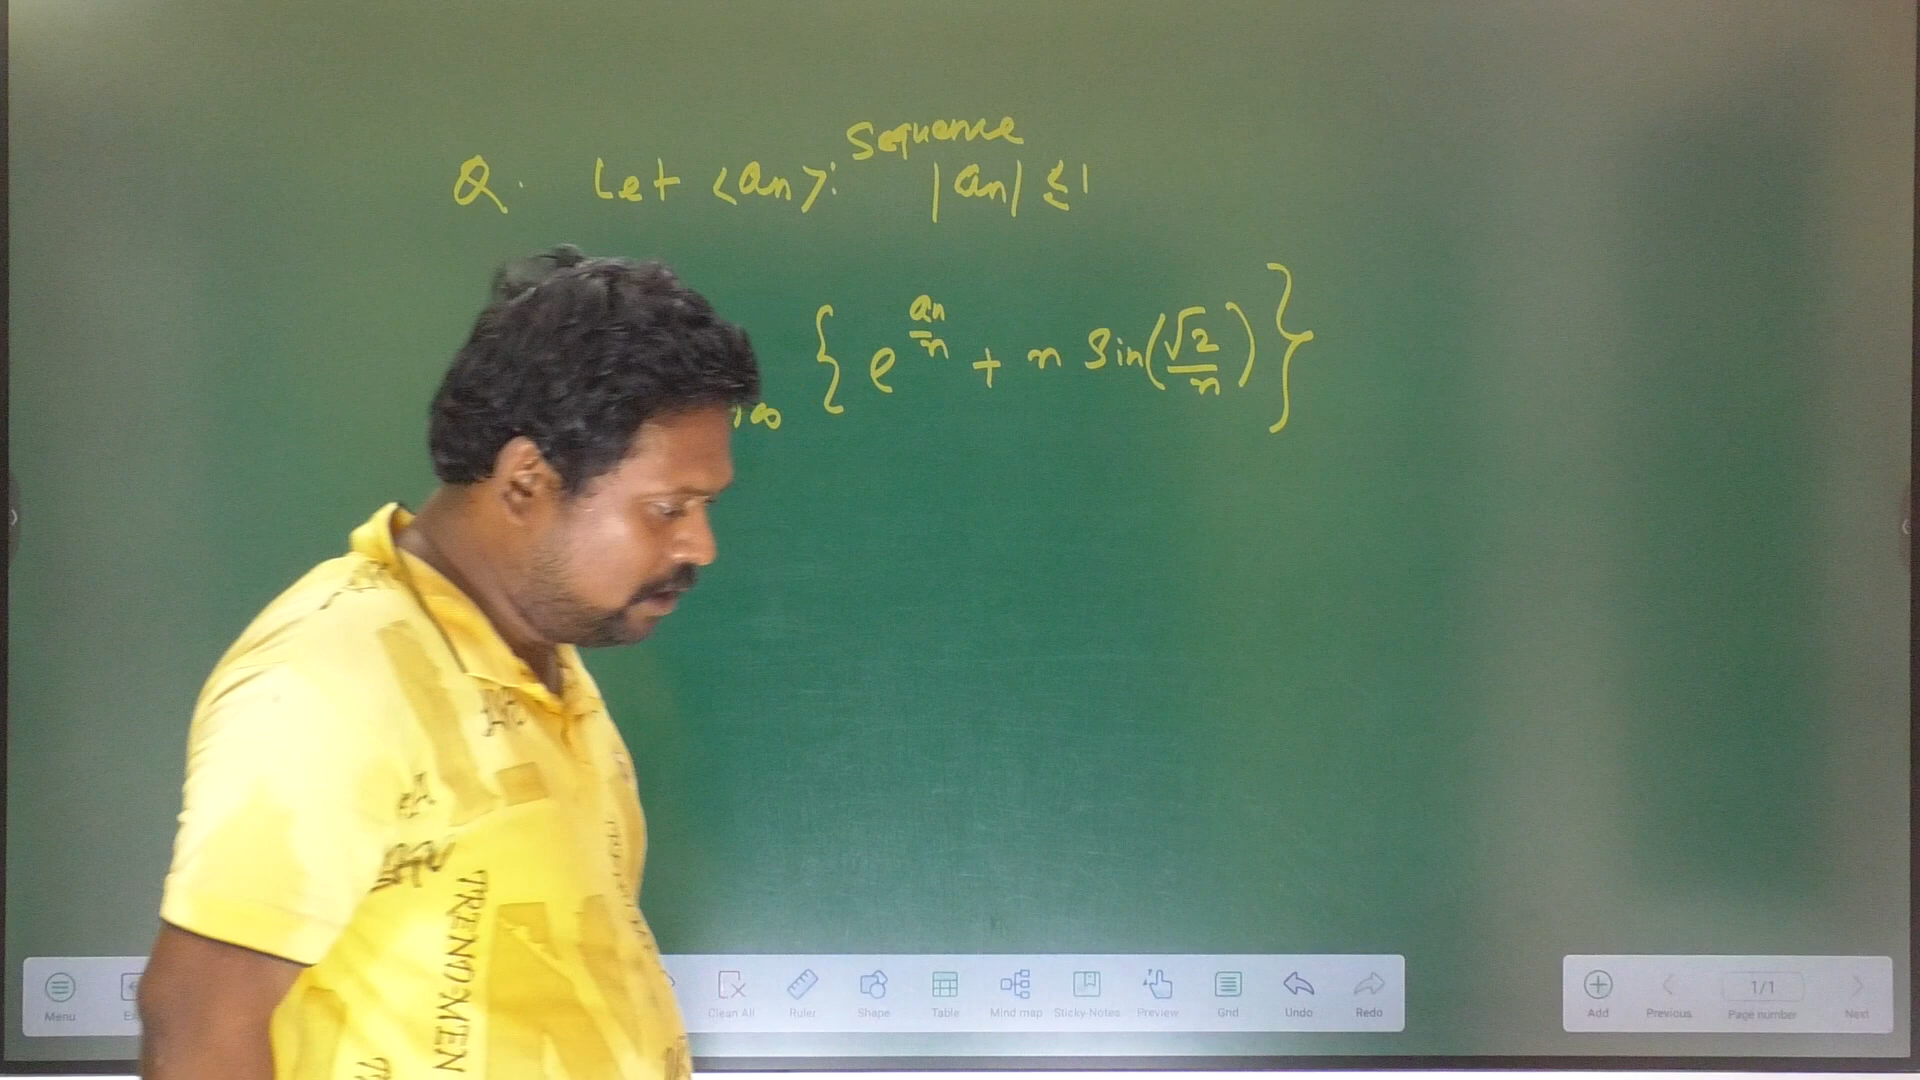 Sequence
Q. Let <an>: |an| ≤ 1
→∞ { e^(an/n) + n Sin(√2/n) }
TRENDMEN
Menu
Clean All Ruler Shape Table Mind map Sticky-Notes Preview Grid Undo Redo
Add Previous 1/1 Page number Next